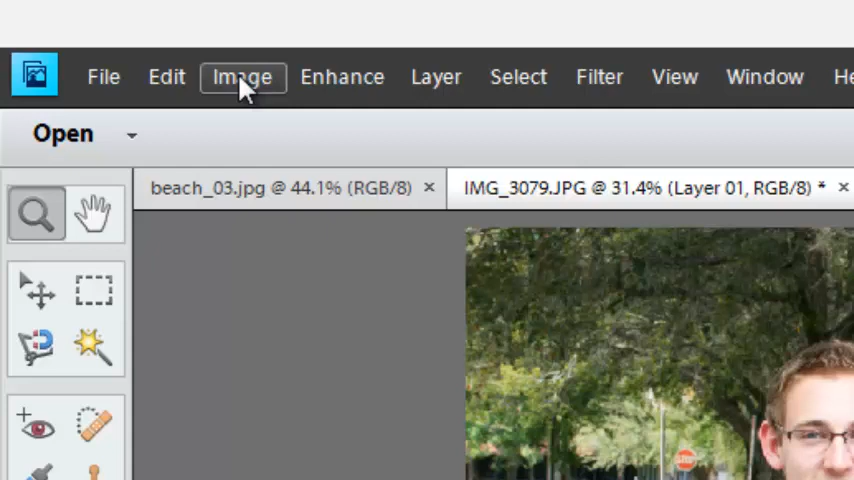 File Edit Image Enhance Layer Select Filter View Window He
Open
beach_03.jpg @ 44.1% (RGB/8) × IMG_3079.JPG @ 31.4% (Layer 01, RGB/8) * ×